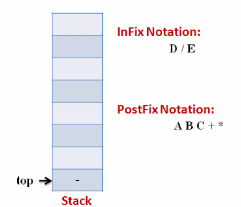 InFix Notation:
D / E
PostFix Notation:
A B C + *
top
-
Stack